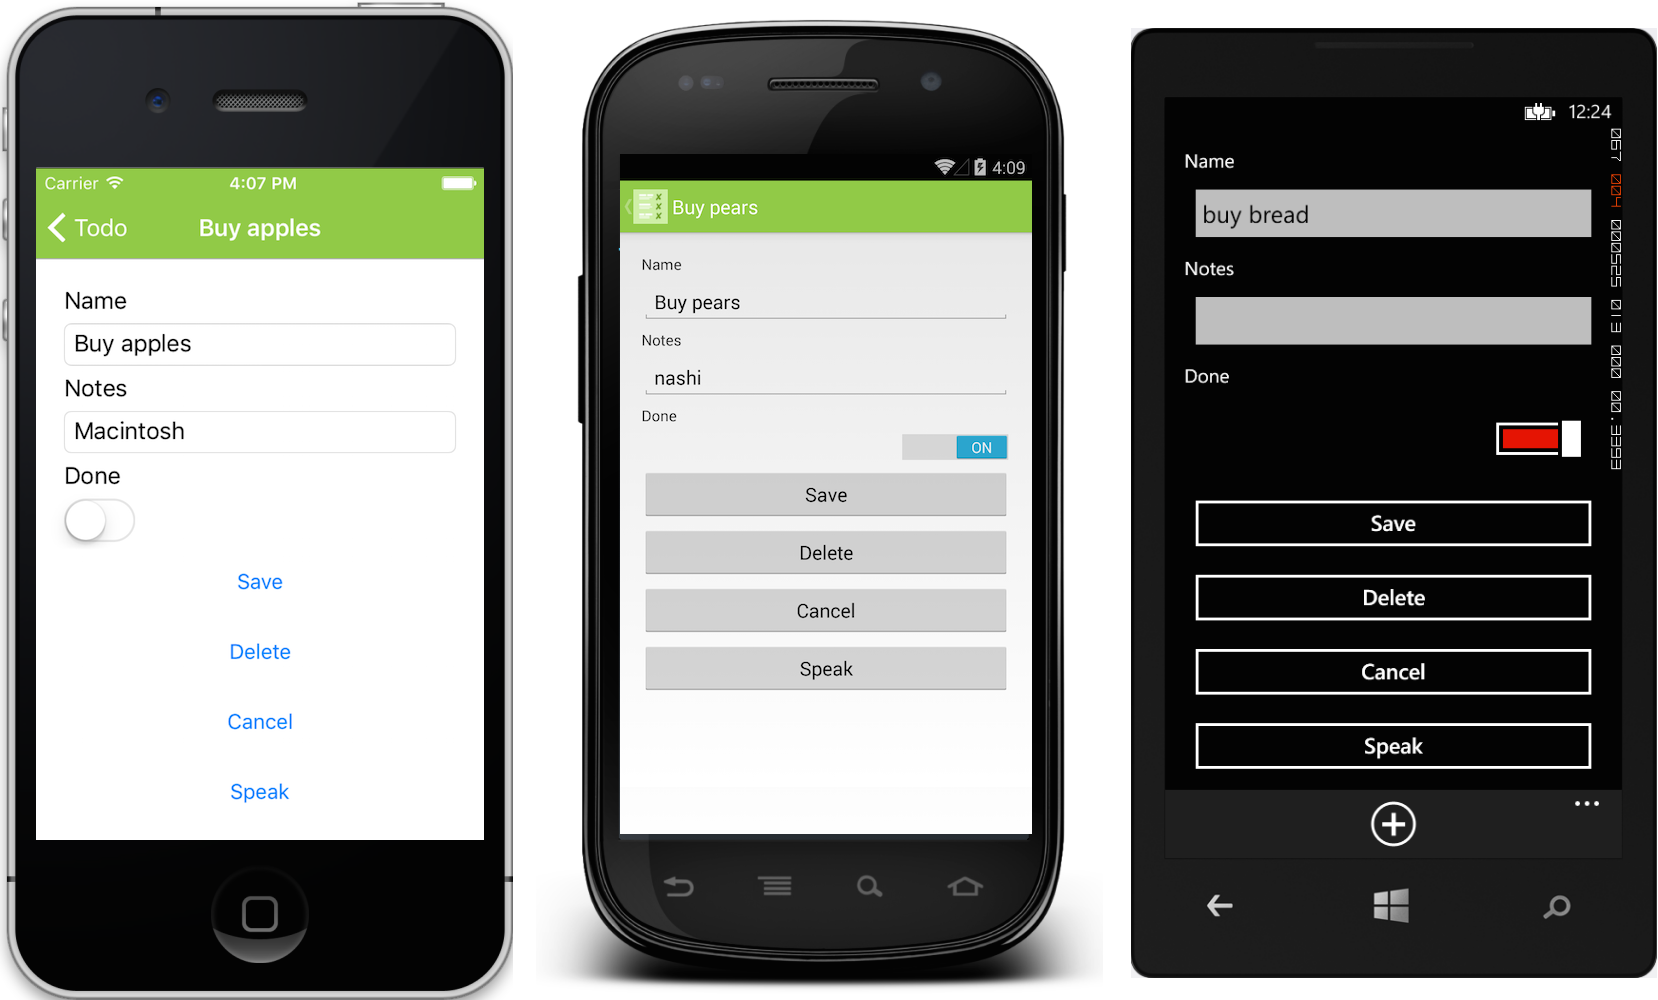 Carrier
4:07 PM
Todo
Buy apples
Name
Buy apples
Notes
Macintosh
Done
Save
Delete
Cancel
Speak
4:09
Buy pears
Name
Buy pears
Notes
nashi
Done
ON
Save
Delete
Cancel
Speak
12:24
Name
buy bread
Notes
Done
Save
Delete
Cancel
Speak